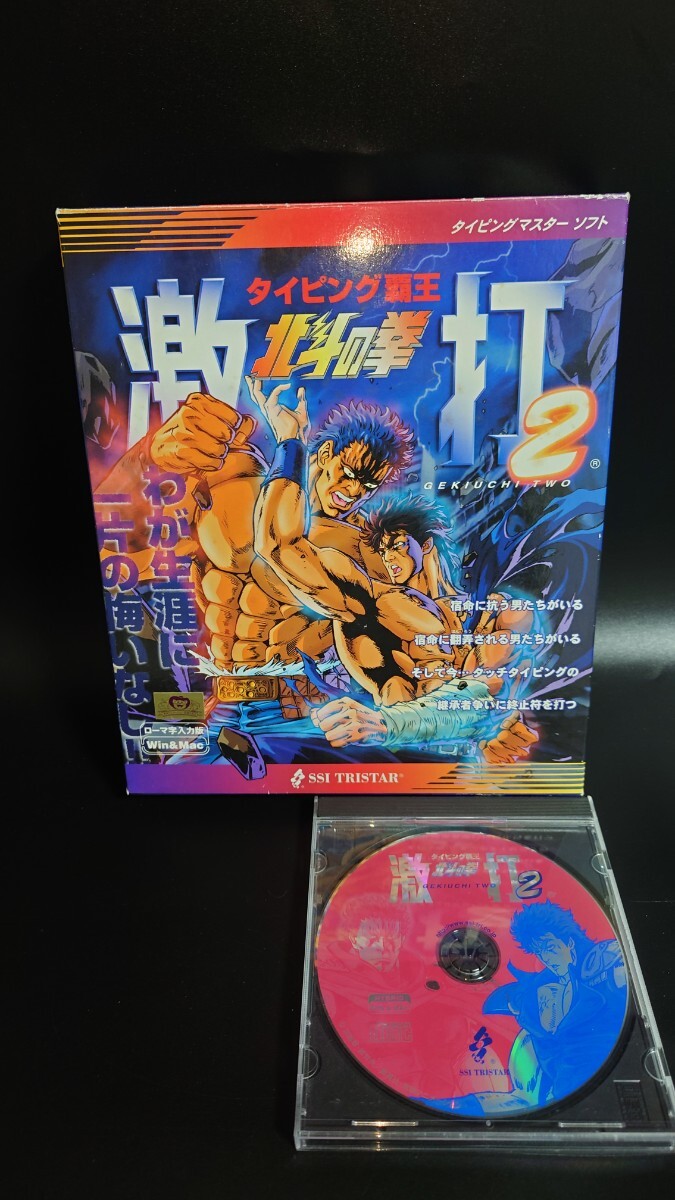 タイピングマスター ソフト
タイピング覇王
北斗の拳
激打2
®
GEKIUCHI TWO
わが生涯に
一片の悔いなし!!
宿命に抗う男たちがいる
宿命に翻弄される男たちがいる
そして今…タッチタイピングの
継承者争いに終止符を打つ
ローマ字入力版
Win&Mac
SSI TRISTAR®
タイピング覇王
北斗の拳
激打2
GEKIUCHI TWO
SSI TRISTAR